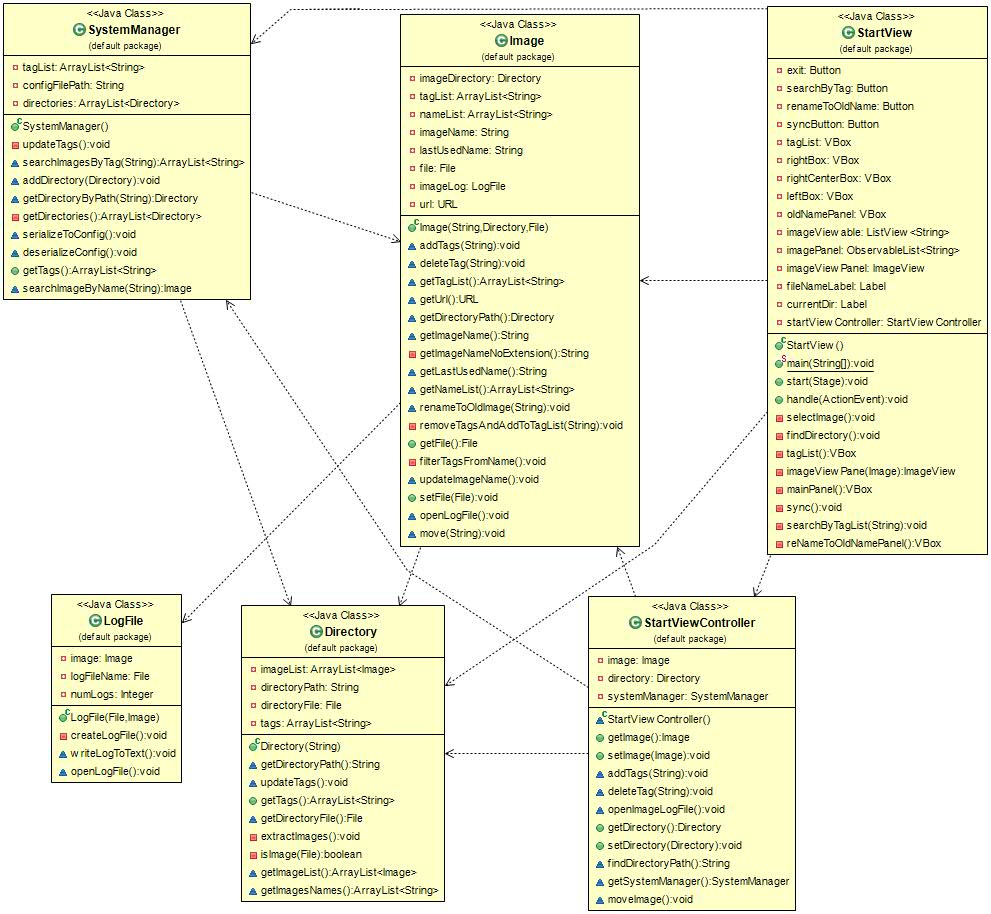 <<Java Class>>
SystemManager
(default package)
tagList: ArrayList<String>
configFilePath: String
directories: ArrayList<Directory>
SystemManager()
updateTags():void
searchImagesByTag(String):ArrayList<String>
addDirectory(Directory):void
getDirectoryByPath(String):Directory
getDirectories():ArrayList<Directory>
serializeToConfig():void
deserializeConfig():void
getTags():ArrayList<String>
searchImageByName(String):Image
<<Java Class>>
Image
(default package)
imageDirectory: Directory
tagList: ArrayList<String>
nameList: ArrayList<String>
imageName: String
lastUsedName: String
file: File
imageLog: LogFile
url: URL
Image(String,Directory,File)
addTags(String):void
deleteTag(String):void
getTagList():ArrayList<String>
getUrl():URL
getDirectoryPath():Directory
getImageName():String
getImageNameNoExtension():String
getLastUsedName():String
getNameList():ArrayList<String>
renameToOldImage(String):void
removeTagsAndAddToTagList(String):void
getFile():File
filterTagsFromName():void
updateImageName():void
setFile(File):void
openLogFile():void
move(String):void
<<Java Class>>
StartView
(default package)
exit: Button
searchByTag: Button
renameToOldName: Button
syncButton: Button
tagList: VBox
rightBox: VBox
rightCenterBox: VBox
leftBox: VBox
oldNamePanel: VBox
imageViewable: ListView<String>
imagePanel: ObservableList<String>
imageViewPanel: ImageView
fileNameLabel: Label
currentDir: Label
startViewController: StartViewController
StartView()
main(String[]):void
start(Stage):void
handle(ActionEvent):void
selectImage():void
findDirectory():void
tagList():VBox
imageViewPane(Image):ImageView
mainPanel():VBox
sync():void
searchByTagList(String):void
reNameToOldNamePanel():VBox
<<Java Class>>
LogFile
(default package)
image: Image
logFileName: File
numLogs: Integer
LogFile(File,Image)
createLogFile():void
writeLogToText():void
openLogFile():void
<<Java Class>>
Directory
(default package)
imageList: ArrayList<Image>
directoryPath: String
directoryFile: File
tags: ArrayList<String>
Directory(String)
getDirectoryPath():String
updateTags():void
getTags():ArrayList<String>
getDirectoryFile():File
extractImages():void
isImage(File):boolean
getImageList():ArrayList<Image>
getImagesNames():ArrayList<String>
<<Java Class>>
StartViewController
(default package)
image: Image
directory: Directory
systemManager: SystemManager
StartViewController()
getImage():Image
setImage(Image):void
addTags(String):void
deleteTag(String):void
openImageLogFile():void
getDirectory():Directory
setDirectory(Directory):void
findDirectoryPath():String
getSystemManager():SystemManager
moveImage():void